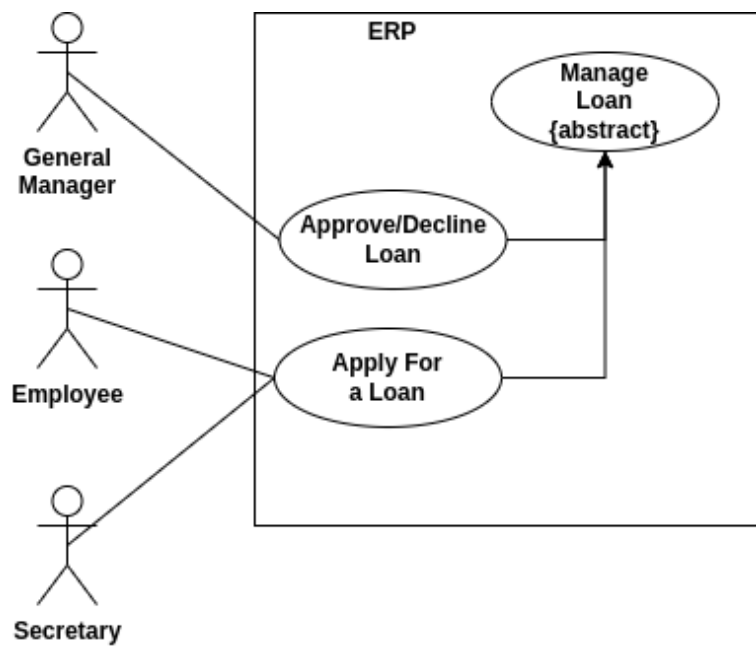 ERP
Manage
Loan
{abstract}
General
Manager
Approve/Decline
Loan
Employee
Apply For
a Loan
Secretary